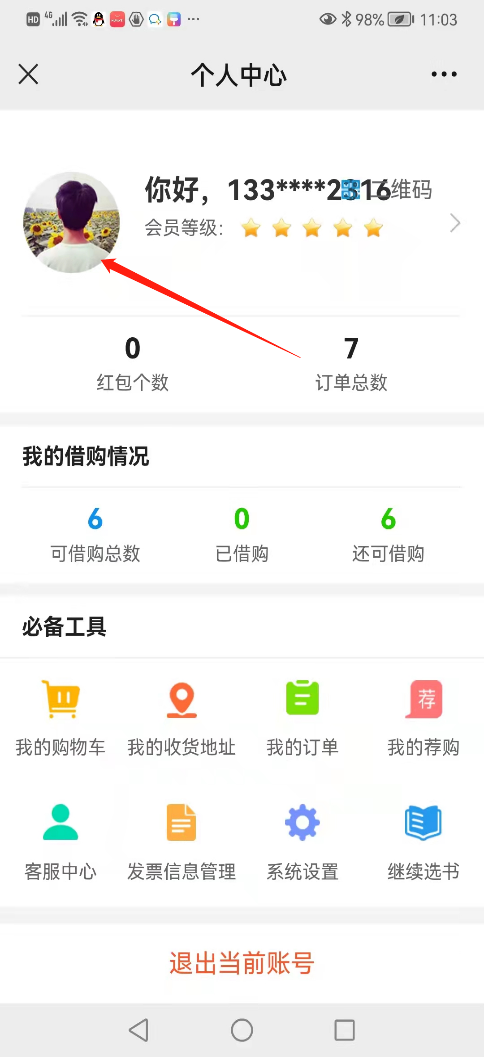 HD 4G 98% 11:03
个人中心
你好，133****2316 二维码
会员等级:
0 7
红包个数 订单总数
我的借购情况
6 0 6
可借购总数 已借购 还可借购
必备工具
荐
我的购物车 我的收货地址 我的订单 我的荐购
客服中心 发票信息管理 系统设置 继续选书
退出当前账号